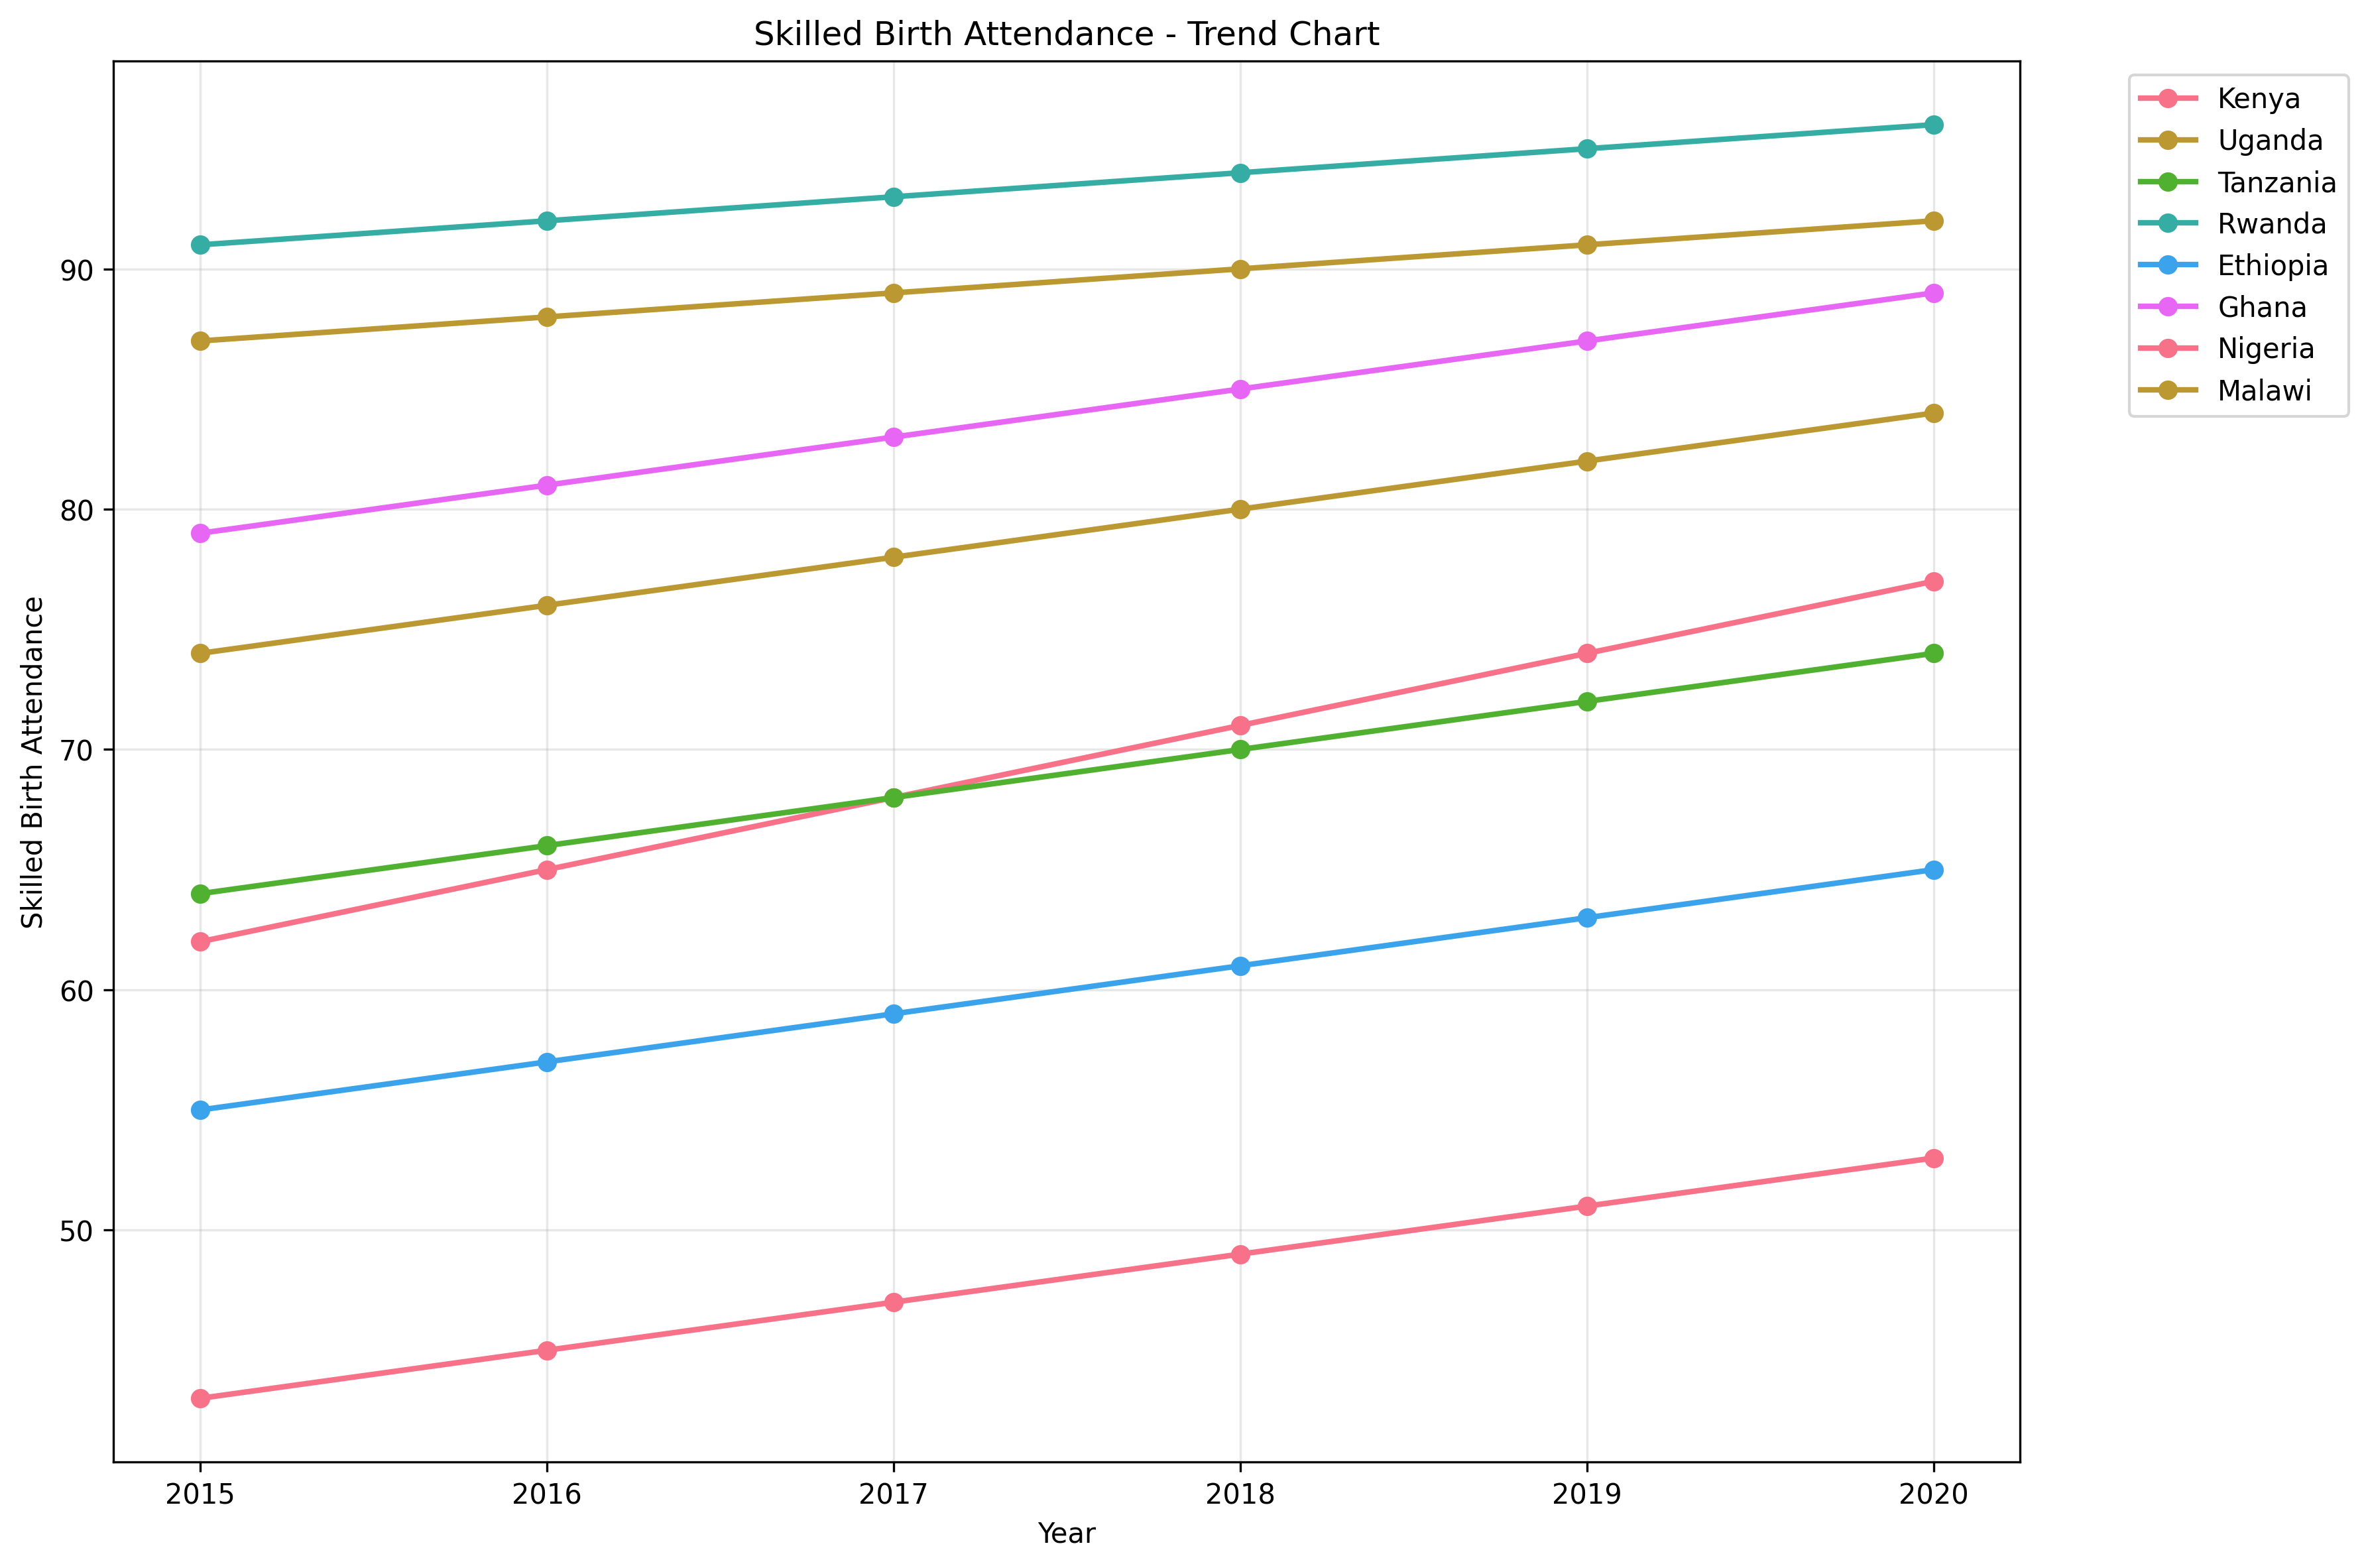 Skilled Birth Attendance - Trend Chart
Kenya
Uganda
Tanzania
Rwanda
Ethiopia
Ghana
Nigeria
Malawi
Skilled Birth Attendance
90
80
70
60
50
2015 2016 2017 2018 2019 2020
Year